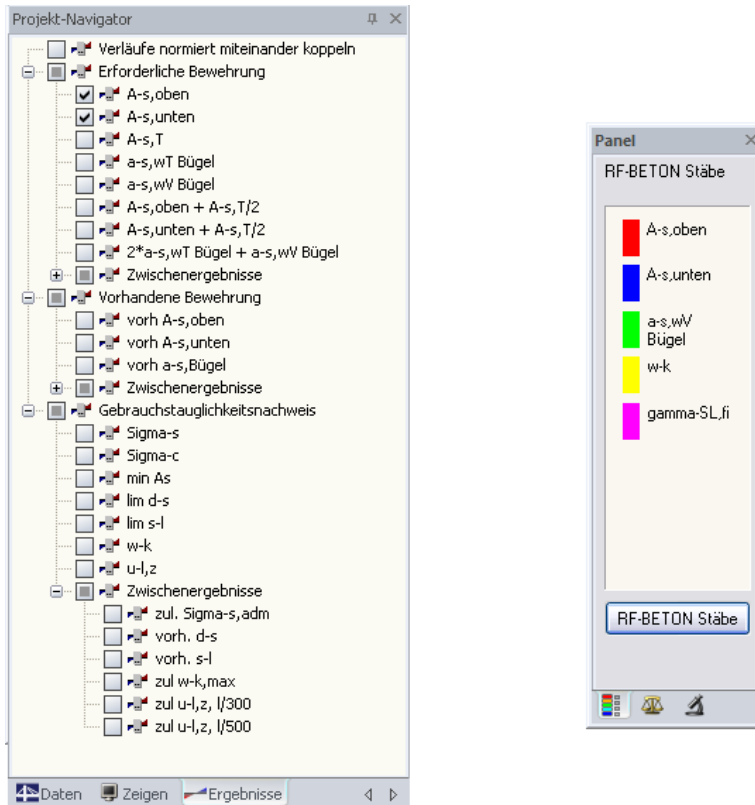 Projekt-Navigator
Verläufe normiert miteinander koppeln
Erforderliche Bewehrung
A-s,oben
A-s,unten
A-s,T
a-s,wT Bügel
a-s,wV Bügel
A-s,oben + A-s,T/2
A-s,unten + A-s,T/2
2*a-s,wT Bügel + a-s,wV Bügel
Zwischenergebnisse
Vorhandene Bewehrung
vorh A-s,oben
vorh A-s,unten
vorh a-s,Bügel
Zwischenergebnisse
Gebrauchstauglichkeitsnachweis
Sigma-s
Sigma-c
min As
lim d-s
lim s-l
w-k
u-l,z
Zwischenergebnisse
zul. Sigma-s,adm
vorh. d-s
vorh. s-l
zul w-k,max
zul u-l,z, l/300
zul u-l,z, l/500
Daten
Zeigen
Ergebnisse
Panel
RF-BETON Stäbe
A-s,oben
A-s,unten
a-s,wV
Bügel
w-k
gamma-SL,fi
RF-BETON Stäbe